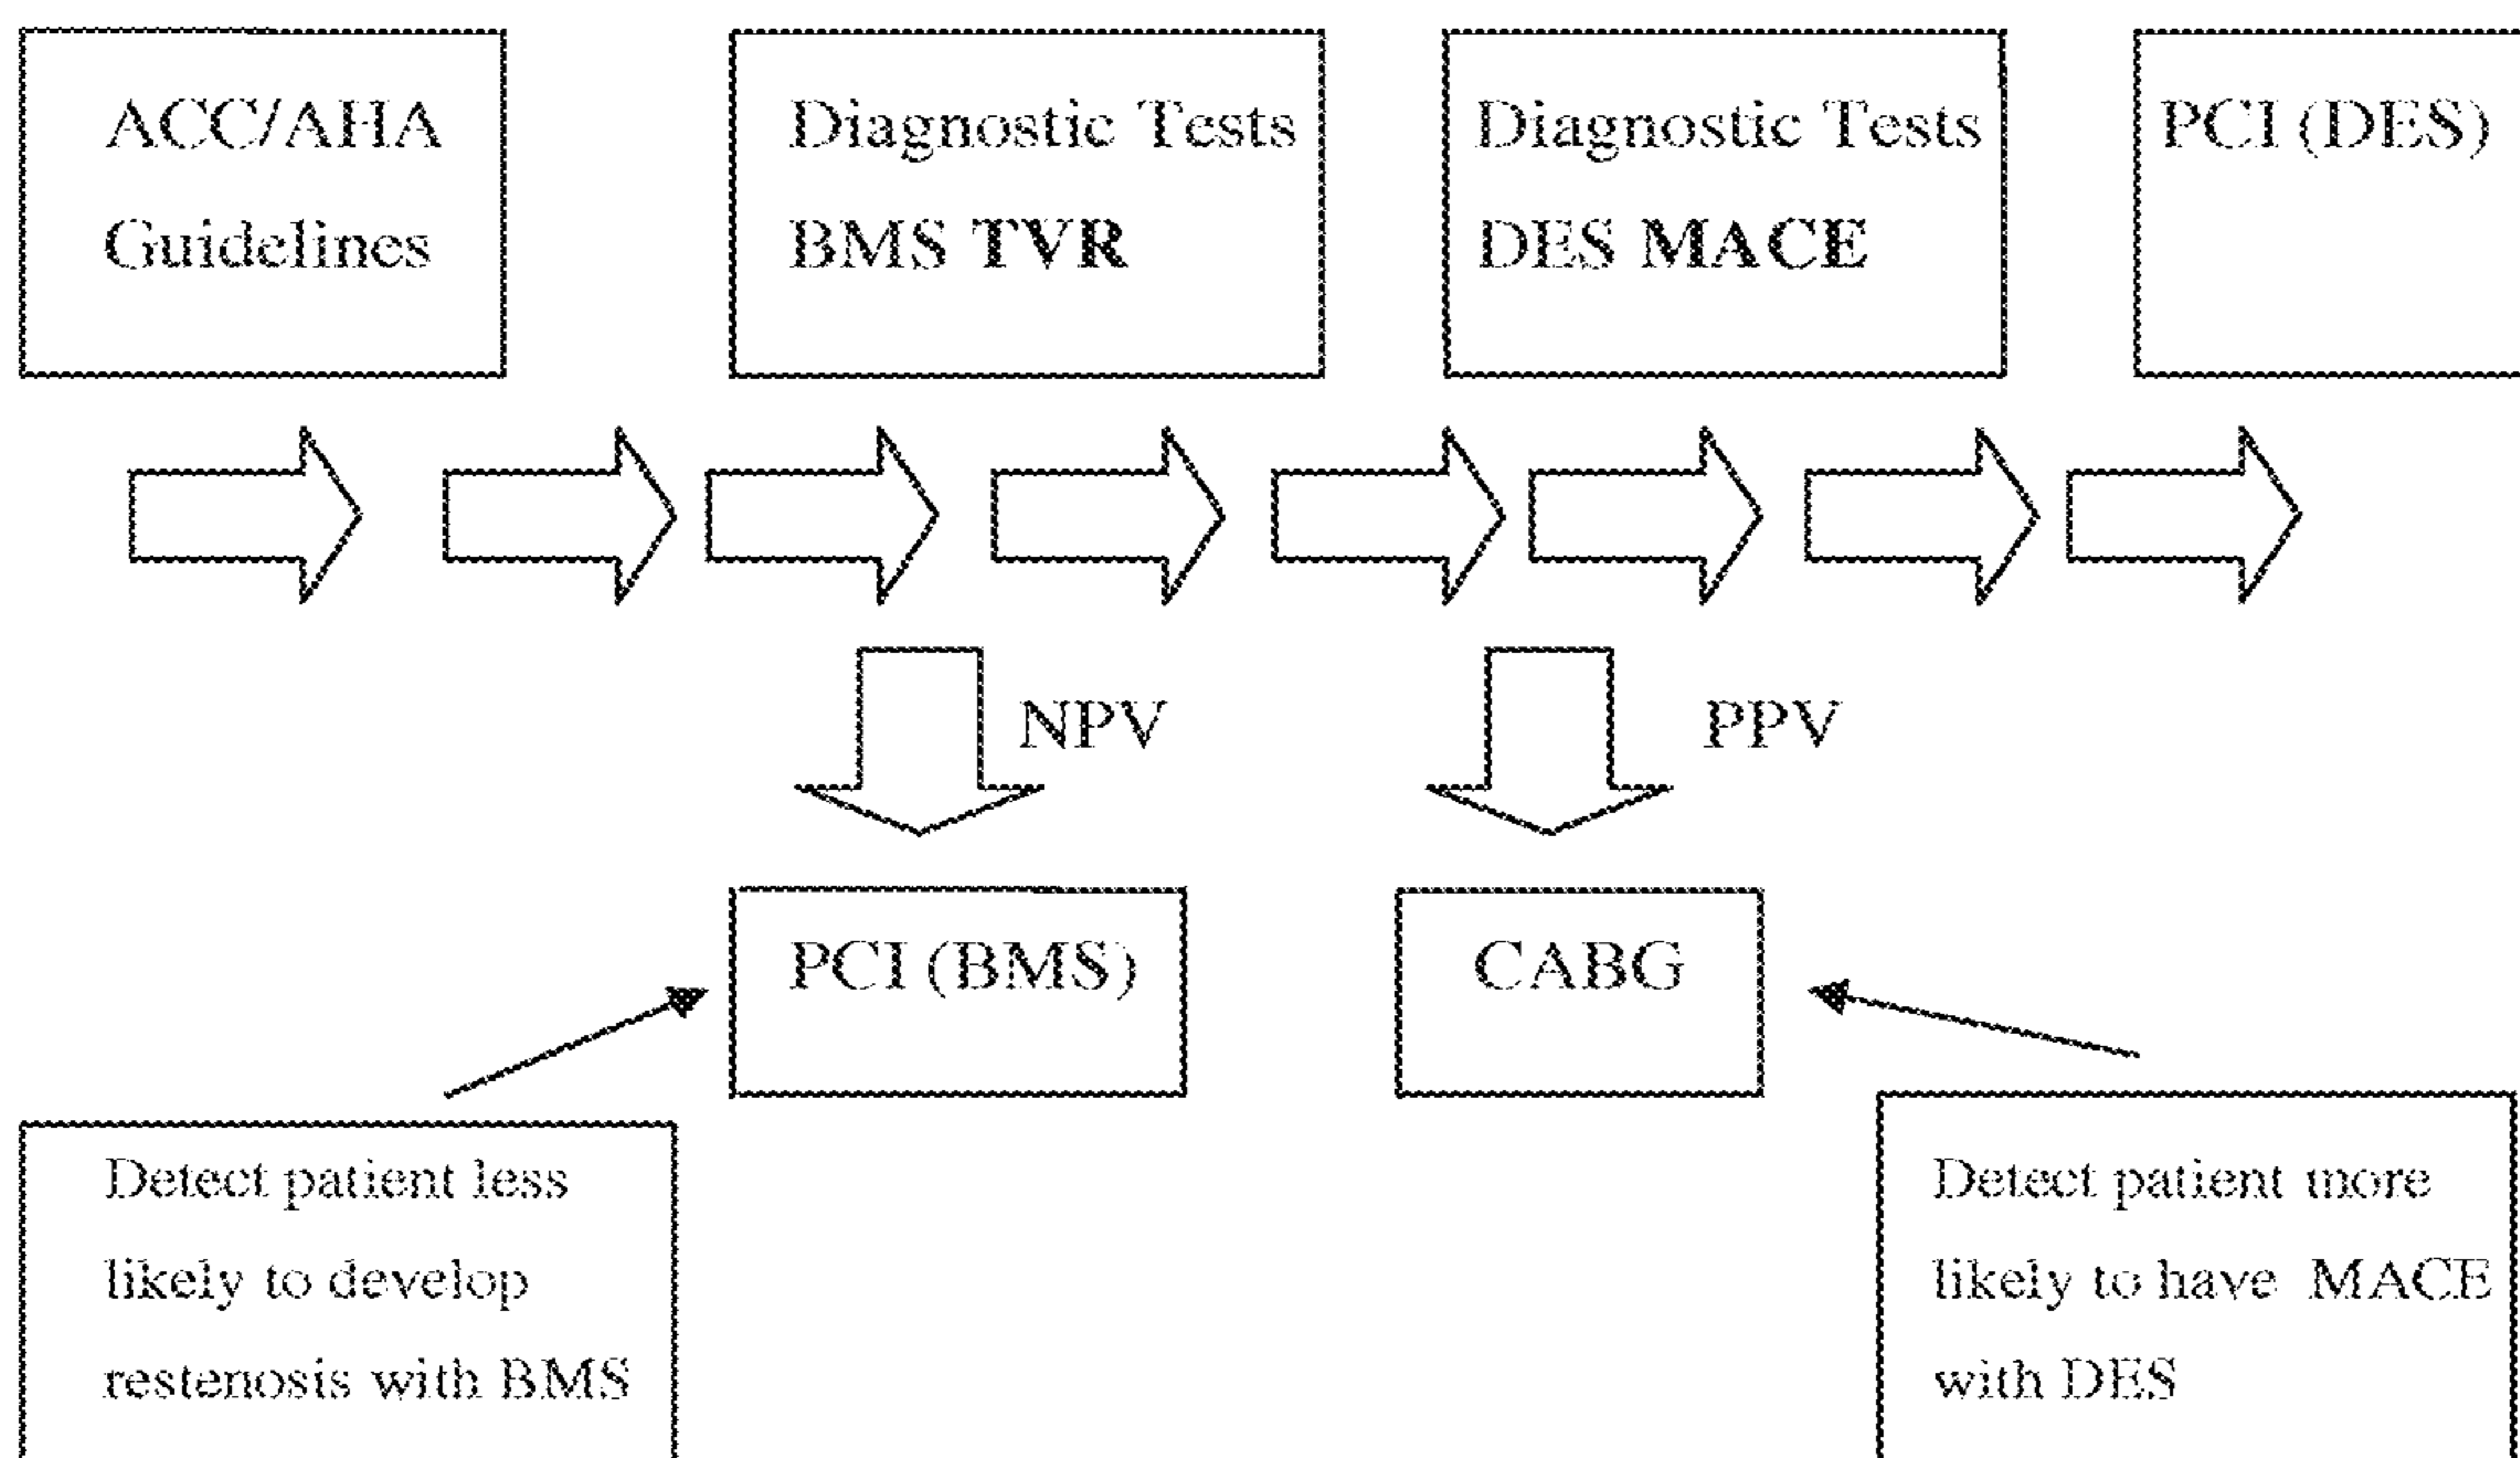 ACC/AHA
Guidelines
Diagnostic Tests
BMS TVR
Diagnostic Tests
DES MACE
PCI (DES)
NPV
PPV
PCI (BMS)
CABG
Detect patient less
likely to develop
restenosis with BMS
Detect patient more
likely to have MACE
with DES